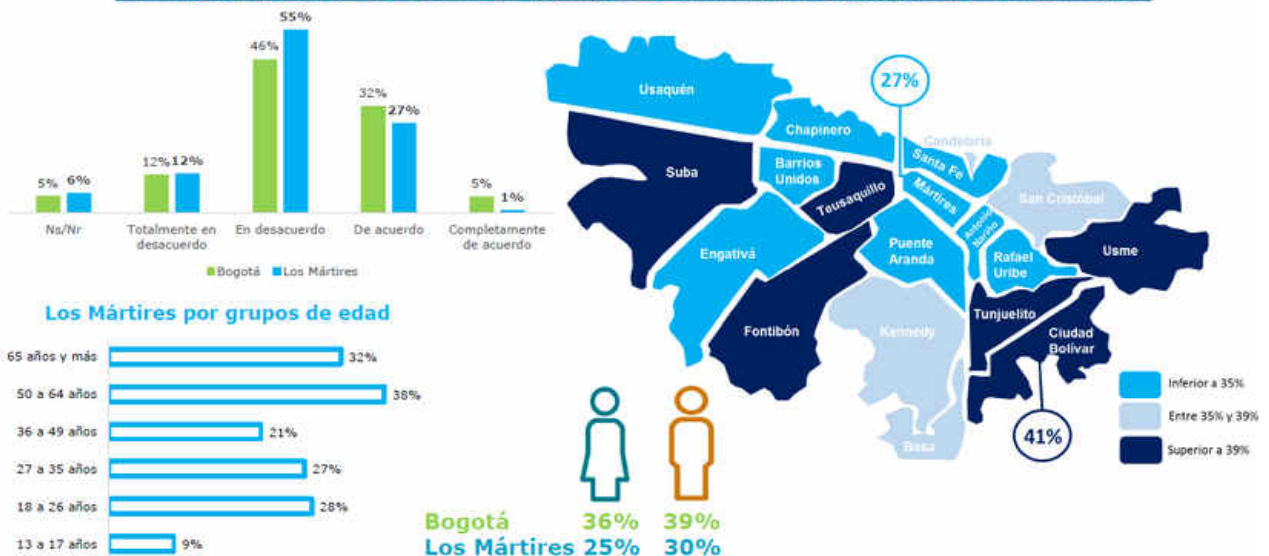 55%
46%
32%
27%
12% 12%
5% 6%
5%
1%
Ns/Nr
Totalmente en
desacuerdo
En desacuerdo
De acuerdo
Completamente
de acuerdo
Bogotá
Los Mártires
Los Mártires por grupos de edad
65 años y más
32%
50 a 64 años
38%
36 a 49 años
21%
27 a 35 años
27%
18 a 26 años
28%
13 a 17 años
9%
Usaquén
27%
Chapinero
Candelaria
Santa Fe
Suba
Barrios
Unidos
Teusaquillo
Mártires
San Cristóbal
Antonio
Nariño
Engativá
Puente
Aranda
Rafael
Uribe
Usme
Fontibón
Kennedy
Tunjuelito
Ciudad
Bolívar
Bosa
41%
Inferior a 35%
Entre 35% y 39%
Superior a 39%
Bogotá 36% 39%
Los Mártires 25% 30%